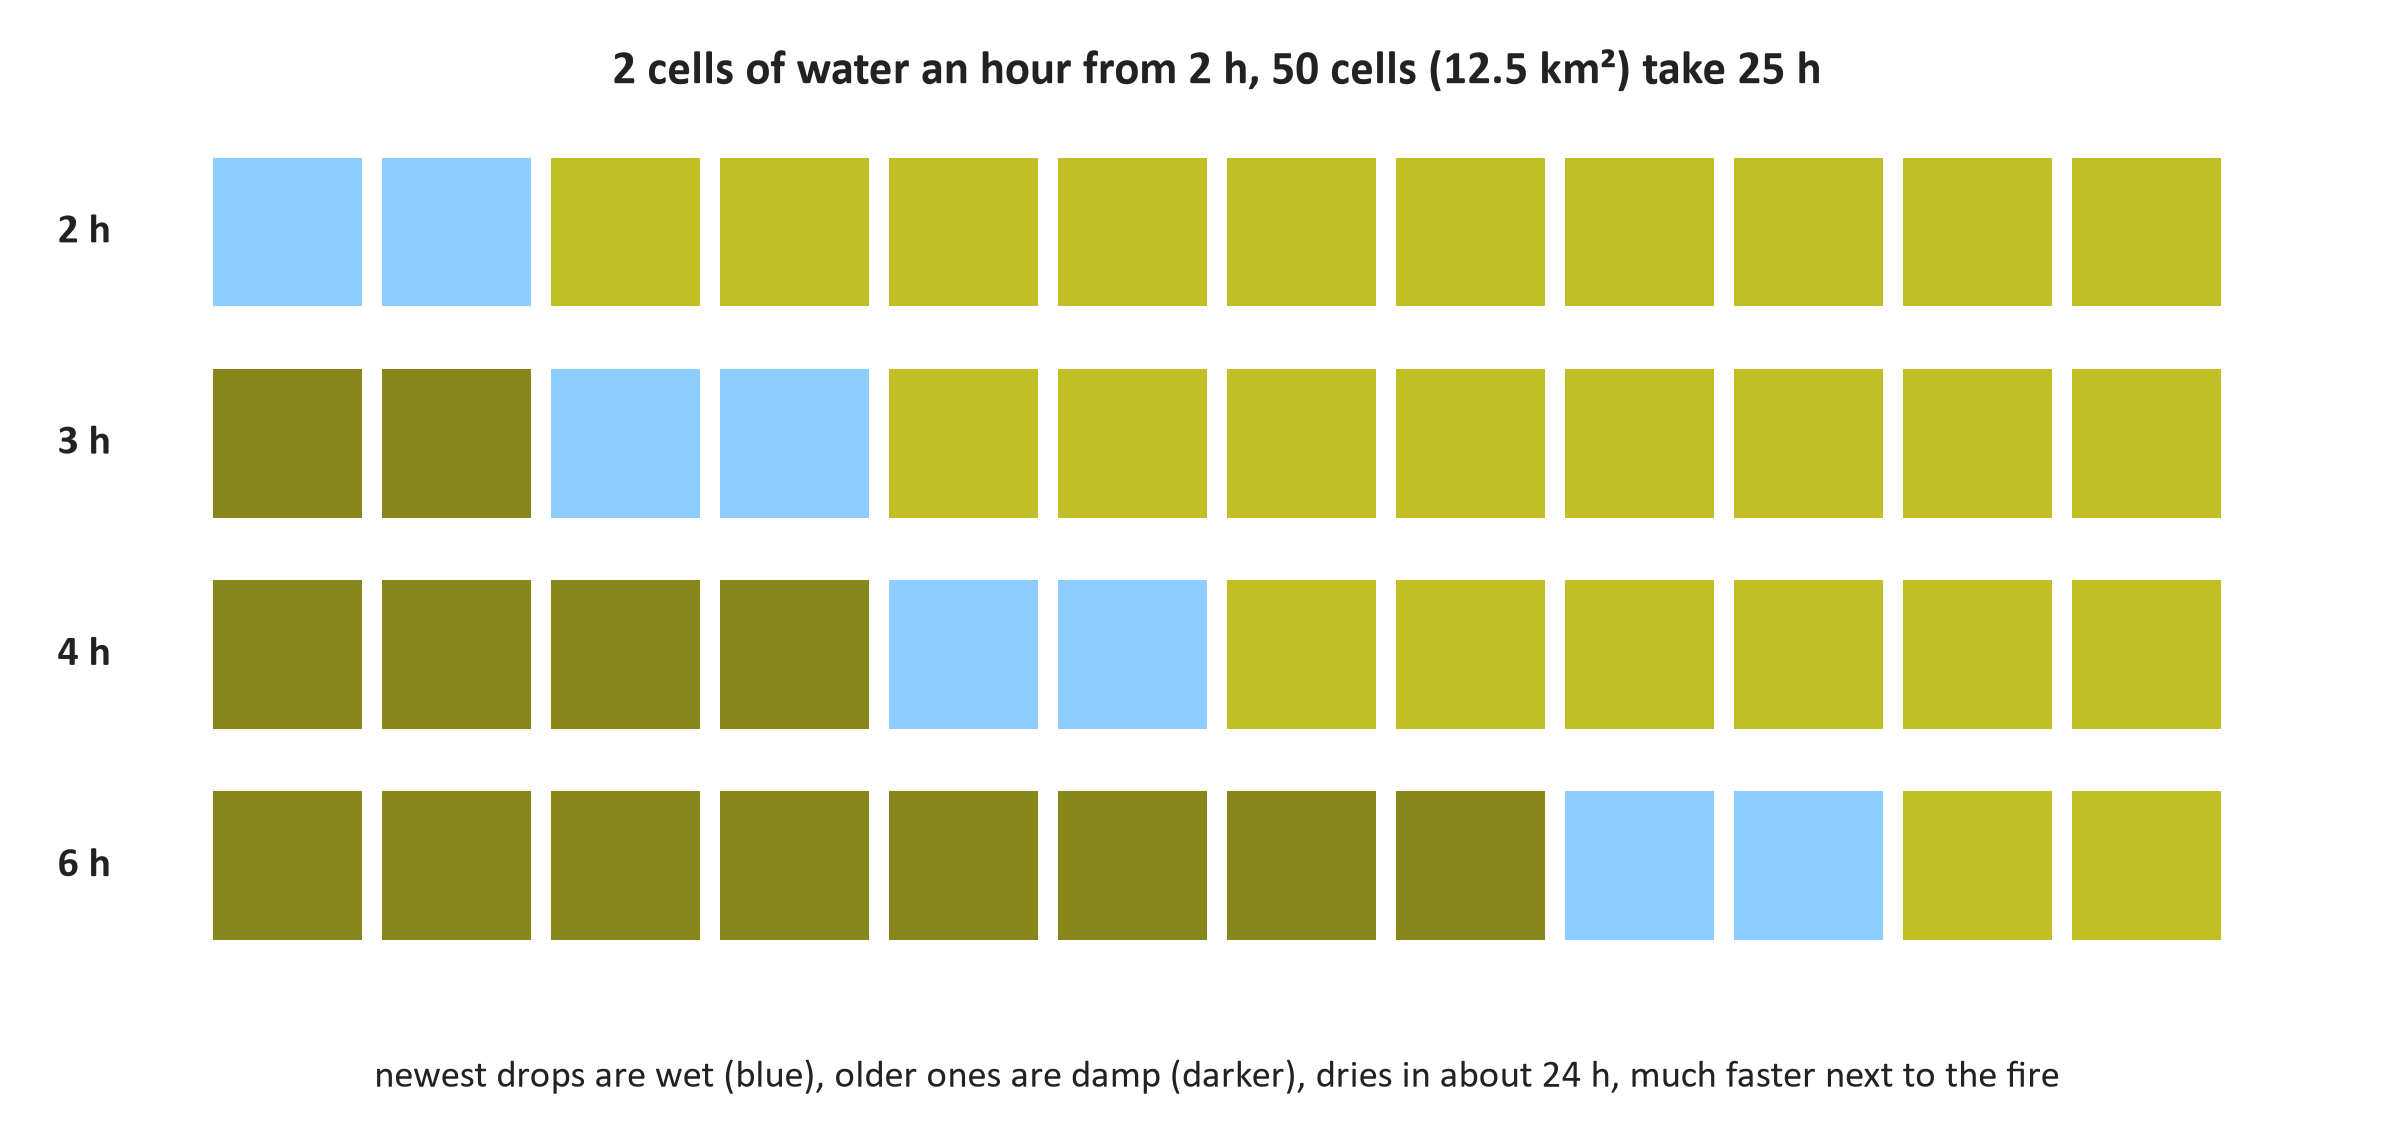 2 cells of water an hour from 2 h, 50 cells (12.5 km²) take 25 h
2 h
3 h
4 h
6 h
newest drops are wet (blue), older ones are damp (darker), dries in about 24 h, much faster next to the fire